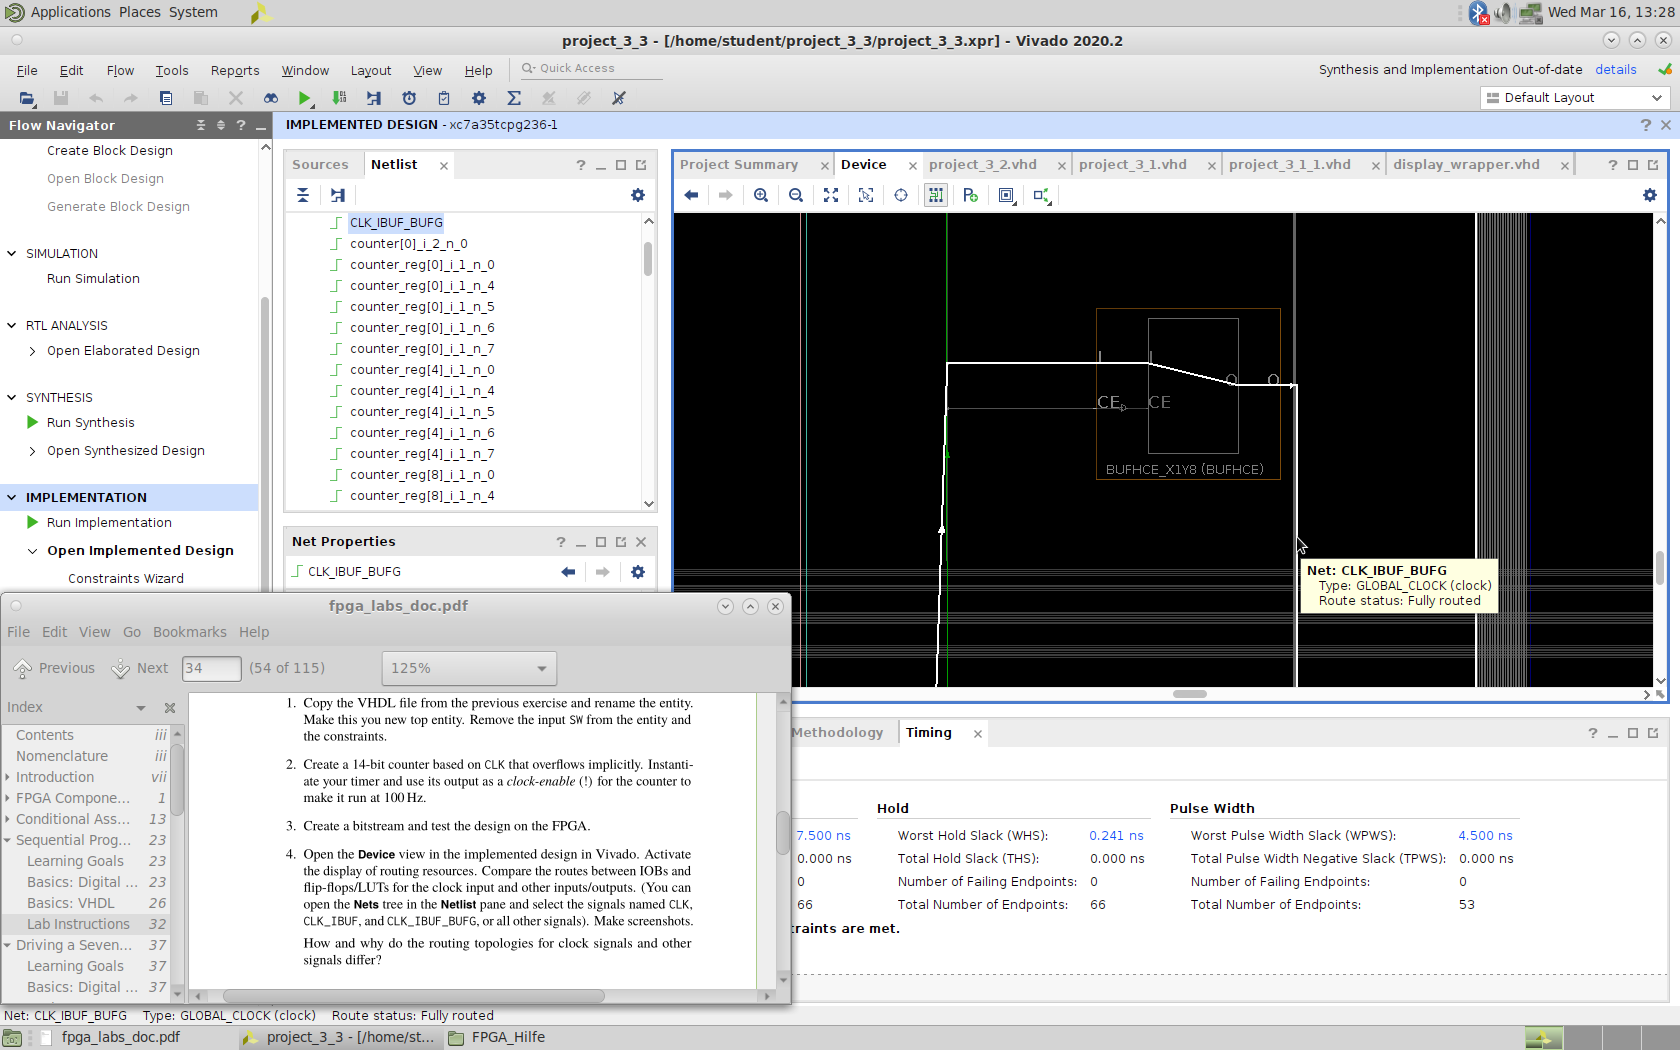 Applications Places System
Wed Mar 16, 13:28
project_3_3 - [/home/student/project_3_3/project_3_3.xpr] - Vivado 2020.2
File Edit Flow Tools Reports Window Layout View Help
Quick Access
Synthesis and Implementation Out-of-date details
Default Layout
Flow Navigator
IMPLEMENTED DESIGN - xc7a35tcpg236-1
Create Block Design
Open Block Design
Generate Block Design
SIMULATION
Run Simulation
RTL ANALYSIS
Open Elaborated Design
SYNTHESIS
Run Synthesis
Open Synthesized Design
IMPLEMENTATION
Run Implementation
Open Implemented Design
Constraints Wizard
Sources Netlist
CLK_IBUF_BUFG
counter[0]_i_2_n_0
counter_reg[0]_i_1_n_0
counter_reg[0]_i_1_n_4
counter_reg[0]_i_1_n_5
counter_reg[0]_i_1_n_6
counter_reg[0]_i_1_n_7
counter_reg[4]_i_1_n_0
counter_reg[4]_i_1_n_4
counter_reg[4]_i_1_n_5
counter_reg[4]_i_1_n_6
counter_reg[4]_i_1_n_7
counter_reg[8]_i_1_n_0
counter_reg[8]_i_1_n_4
Net Properties
CLK_IBUF_BUFG
Project Summary Device project_3_2.vhd project_3_1.vhd project_3_1_1.vhd display_wrapper.vhd
I I
O O
CE CE
BUFHCE_X1Y8 (BUFHCE)
Net: CLK_IBUF_BUFG
Type: GLOBAL_CLOCK (clock)
Route status: Fully routed
fpga_labs_doc.pdf
File Edit View Go Bookmarks Help
Previous Next 34 (54 of 115) 125%
Index
Contents iii
Nomenclature iii
Introduction vii
FPGA Compone... 1
Conditional Ass... 13
Sequential Prog... 23
Learning Goals 23
Basics: Digital ... 23
Basics: VHDL 26
Lab Instructions 32
Driving a Seven... 37
Learning Goals 37
Basics: Digital ... 37
1. Copy the VHDL file from the previous exercise and rename the entity.
Make this you new top entity. Remove the input SW from the entity and
the constraints.
2. Create a 14-bit counter based on CLK that overflows implicitly. Instanti-
ate your timer and use its output as a clock-enable (!) for the counter to
make it run at 100 Hz.
3. Create a bitstream and test the design on the FPGA.
4. Open the Device view in the implemented design in Vivado. Activate
the display of routing resources. Compare the routes between IOBs and
flip-flops/LUTs for the clock input and other inputs/outputs. (You can
open the Nets tree in the Netlist pane and select the signals named CLK,
CLK_IBUF, and CLK_IBUF_BUFG, or all other signals). Make screenshots.
How and why do the routing topologies for clock signals and other
signals differ?
Methodology Timing
Hold Pulse Width
7.500 ns Worst Hold Slack (WHS): 0.241 ns Worst Pulse Width Slack (WPWS): 4.500 ns
0.000 ns Total Hold Slack (THS): 0.000 ns Total Pulse Width Negative Slack (TPWS): 0.000 ns
0 Number of Failing Endpoints: 0 Number of Failing Endpoints: 0
66 Total Number of Endpoints: 66 Total Number of Endpoints: 53
raints are met.
Net: CLK_IBUF_BUFG Type: GLOBAL_CLOCK (clock) Route status: Fully routed
fpga_labs_doc.pdf project_3_3 - [/home/st... FPGA_Hilfe